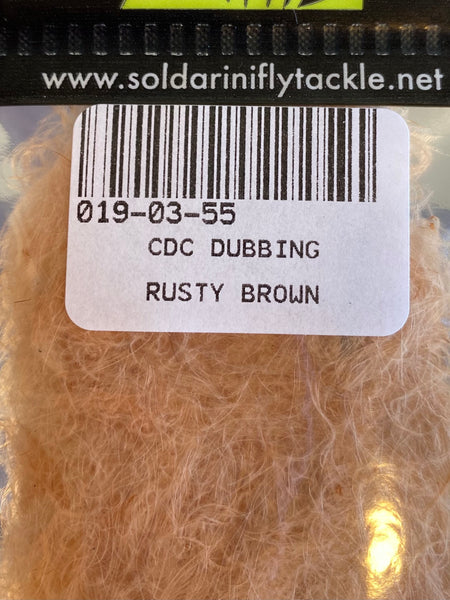 www.soldariniflytackle.net
019-03-55
CDC DUBBING
RUSTY BROWN